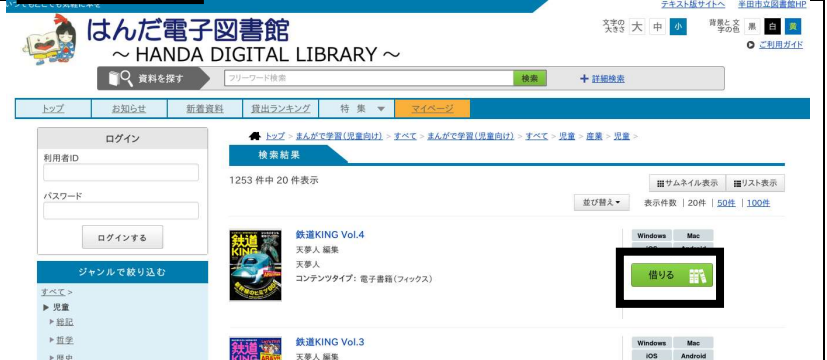 テキスト版サイトへ 半田市立図書館HP
はんだ電子図書館
～ HANDA DIGITAL LIBRARY ～
文字の大きさ 大 中 小 背景と文字の色 黒 白 黄
ご利用ガイド
資料を探す フリーワード検索 検索 + 詳細検索
トップ お知らせ 新着資料 貸出ランキング 特 集 ▼ マイページ
ログイン
利用者ID
パスワード
ログインする
ジャンルで絞り込む
すべて >
▶ 児童
▶ 総記
▶ 哲学
▶ 歴史
トップ > まんがで学習(児童向け) > すべて > まんがで学習(児童向け) > すべて > 児童 > 産業 > 児童 >
検索結果
1253 件中 20 件表示
サムネイル表示 リスト表示
並び替え 表示件数 | 20件 | 50件 | 100件
鉄道KING
鉄道KING Vol.4
天夢人 編集
天夢人
コンテンツタイプ: 電子書籍(フィックス)
Windows Mac
借りる
鉄道KING
鉄道KING Vol.3
天夢人 編集
Windows Mac
iOS Android